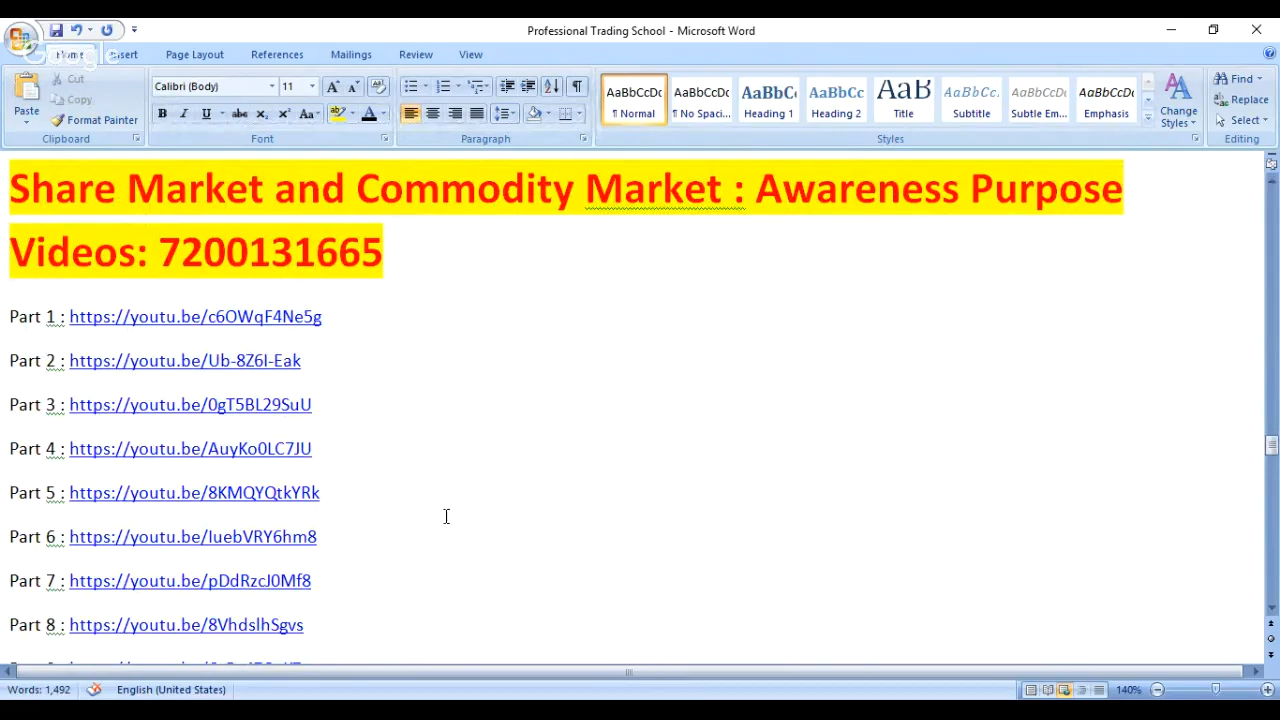 Professional Trading School - Microsoft Word
Home Insert Page Layout References Mailings Review View
Google
Paste Cut Copy Format Painter
Calibri (Body) 11
AaBbCcDc AaBbCcDc AaBbCc AaBbCc AaB AaBbCc. AaBbCcDc AaBbCcDc
¶ Normal ¶ No Spaci... Heading 1 Heading 2 Title Subtitle Subtle Em... Emphasis
Change Styles
Find Replace Select
Clipboard Font Paragraph Styles Editing
Share Market and Commodity Market : Awareness Purpose
Videos: 7200131665
Part 1 : https://youtu.be/c6OWqF4Ne5g
Part 2 : https://youtu.be/Ub-8Z6I-Eak
Part 3 : https://youtu.be/0gT5BL29SuU
Part 4 : https://youtu.be/AuyKo0LC7JU
Part 5 : https://youtu.be/8KMQYQtkYRk
Part 6 : https://youtu.be/IuebVRY6hm8
Part 7 : https://youtu.be/pDdRzcJ0Mf8
Part 8 : https://youtu.be/8VhdslhSgvs
Words: 1,492 English (United States) 140%